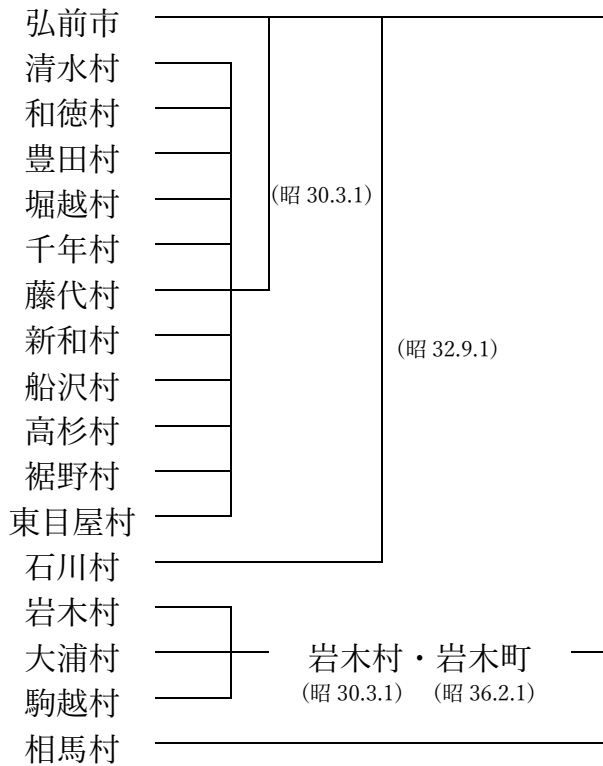 弘前市
清水村
和徳村
豊田村
堀越村
(昭 30.3.1)
千年村
藤代村
新和村
(昭 32.9.1)
船沢村
高杉村
裾野村
東目屋村
石川村
岩木村
大浦村
岩木村・岩木町
(昭 30.3.1) (昭 36.2.1)
駒越村
相馬村